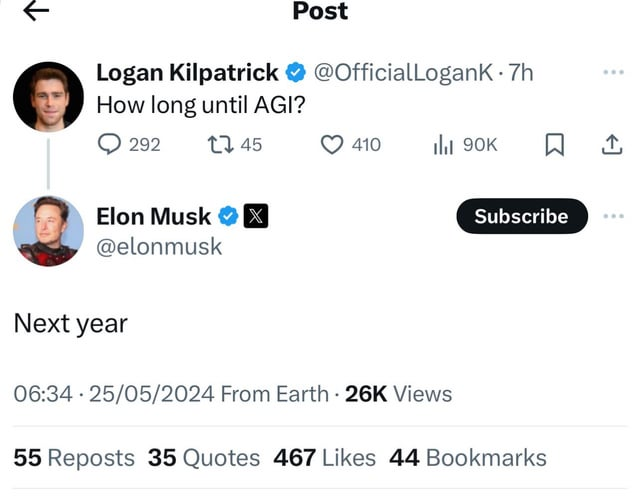 Post
Logan Kilpatrick @OfficialLoganK · 7h
How long until AGI?
292 45 410 90K
Elon Musk X Subscribe
@elonmusk
Next year
06:34 · 25/05/2024 From Earth · 26K Views
55 Reposts 35 Quotes 467 Likes 44 Bookmarks